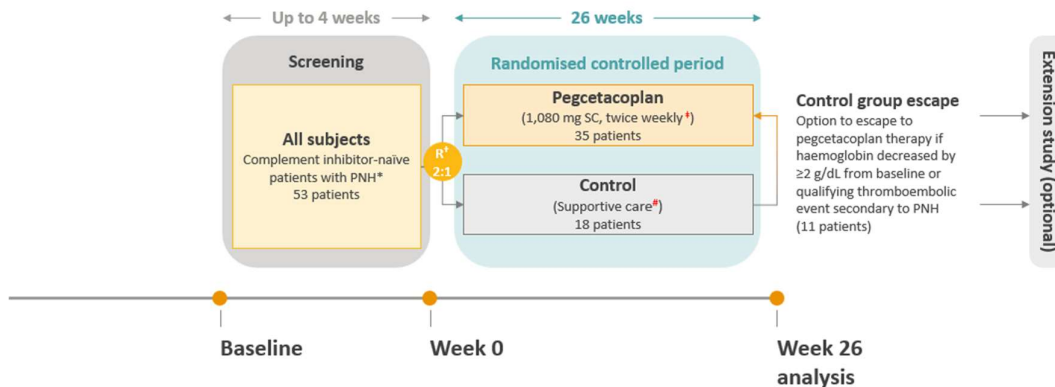 Up to 4 weeks
26 weeks
Screening
Randomised controlled period
All subjects
Complement inhibitor-naïve
patients with PNH*
53 patients
R‡
2:1
Pegcetacoplan
(1,080 mg SC, twice weekly‡)
35 patients
Control
(Supportive care#)
18 patients
Control group escape
Option to escape to
pegcetacoplan therapy if
haemoglobin decreased by
≥2 g/dL from baseline or
qualifying thromboembolic
event secondary to PNH
(11 patients)
Extension study (optional)
Baseline
Week 0
Week 26
analysis